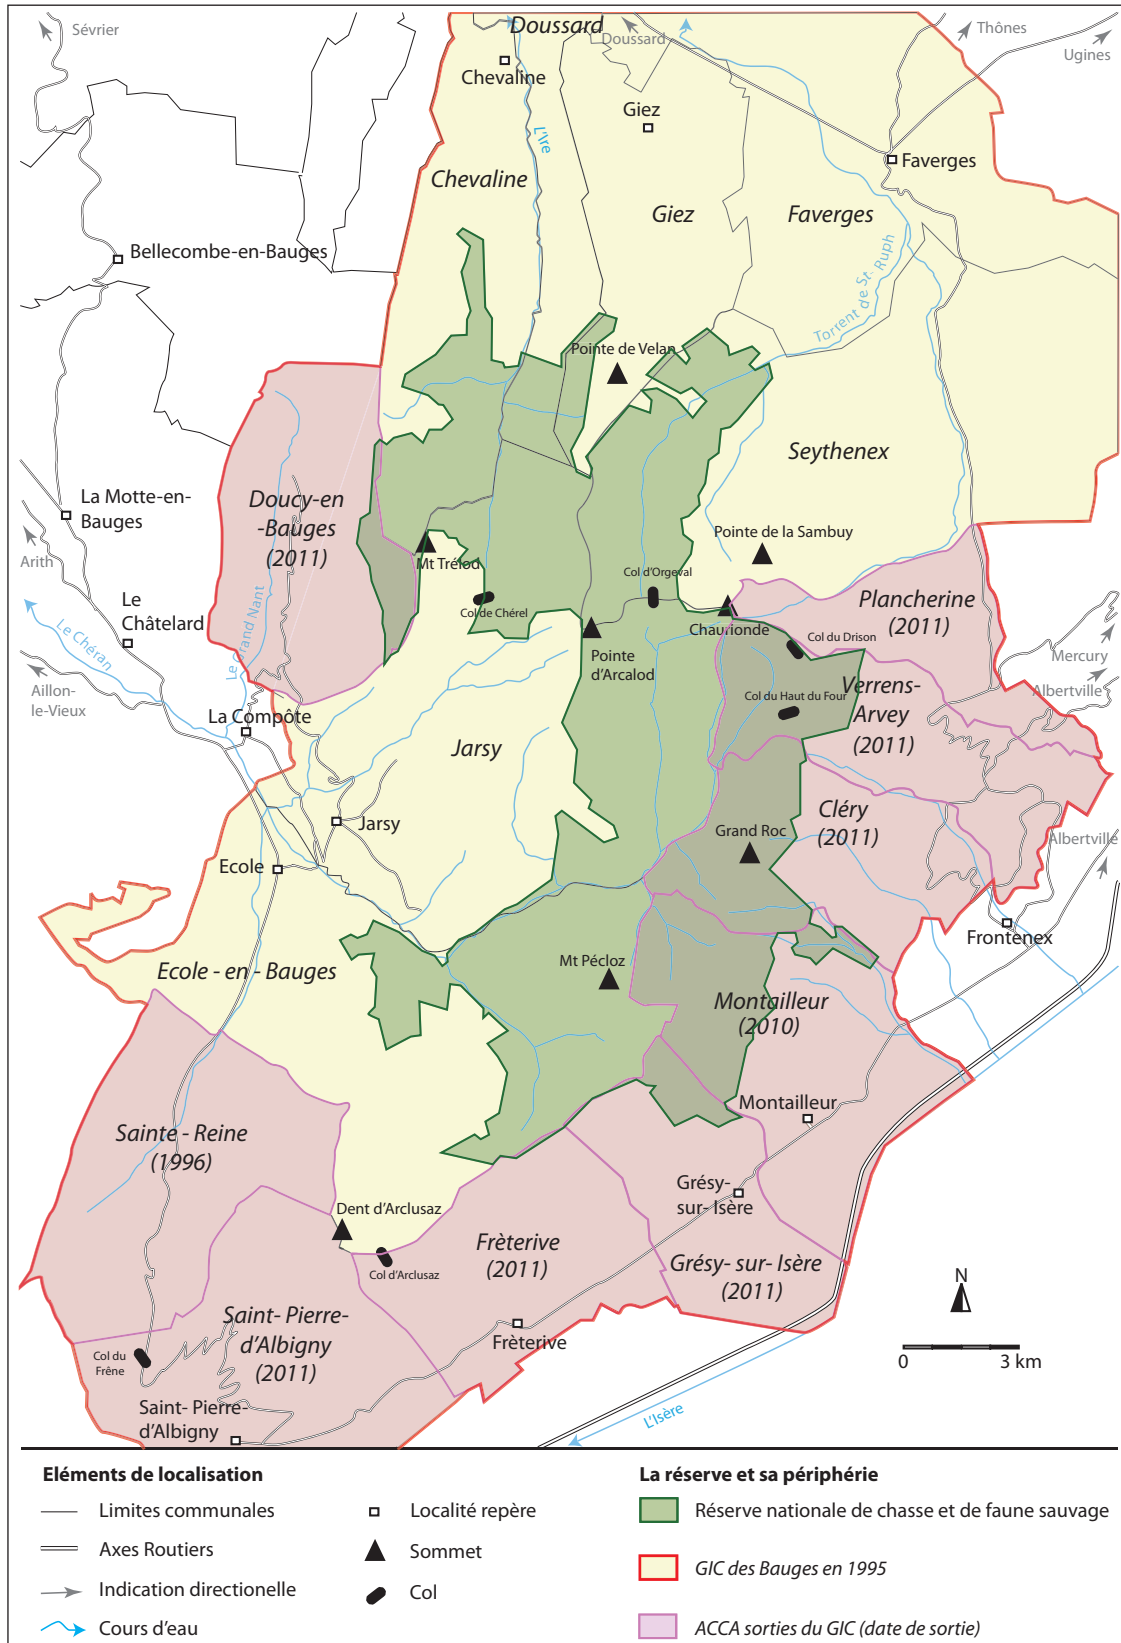 Sévrier
Doussard
Doussard
Thônes
Ugines
Chevaline
Giez
L'Ire
Faverges
Chevaline
Giez
Faverges
Bellecombe-en-Bauges
Torrent de St-Ruph
Pointe de Velan
Seythenex
La Motte-en-
Bauges
Doucy-en
-Bauges
(2011)
Arith
Pointe de la Sambuy
Mt Trélod
Col d'Orgeval
Le
Châtelard
Le Chéran
Le Grand Nant
Col de Chérel
Plancherine
(2011)
Chaurionde
Col du Drison
Pointe
d'Arcalod
Mercury
Aillon-
le-Vieux
Albertville
Col du Haut du Four
Verrens-
Arvey
(2011)
La Compôte
Jarsy
Jarsy
Cléry
(2011)
Grand Roc
Albertville
Ecole
Frontenex
Ecole - en - Bauges
Mt Pécloz
Montailleur
(2010)
Montailleur
Sainte - Reine
(1996)
Grésy-
sur- Isère
Dent d'Arclusaz
Frèterive
(2011)
Grésy- sur- Isère
(2011)
Col d'Arclusaz
N
Saint- Pierre-
d'Albigny
(2011)
Frèterive
Col du
Frêne
0 3 km
Saint- Pierre-
d'Albigny
L'Isère
Eléments de localisation
Limites communales
Axes Routiers
Indication directionelle
Cours d'eau
Localité repère
Sommet
Col
La réserve et sa périphérie
Réserve nationale de chasse et de faune sauvage
GIC des Bauges en 1995
ACCA sorties du GIC (date de sortie)